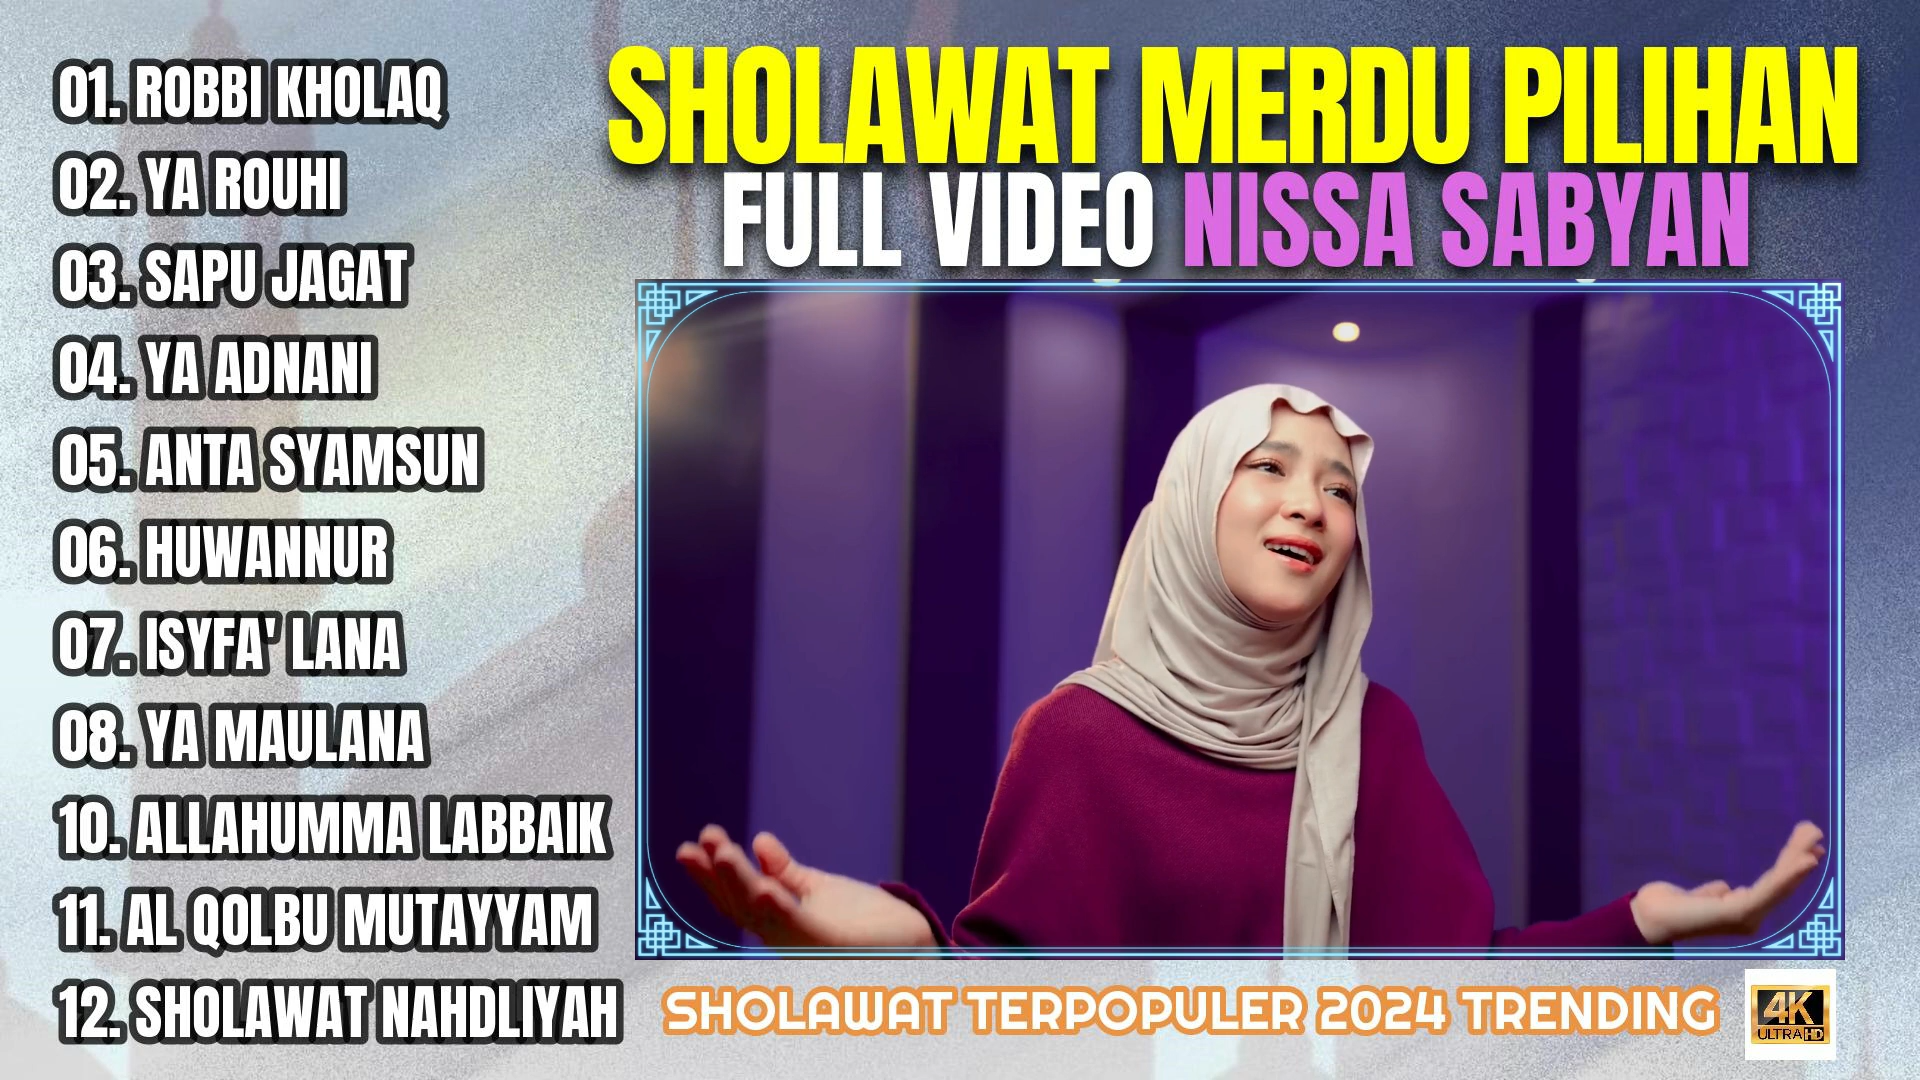 01. ROBBI KHOLAQ
02. YA ROUHI
03. SAPU JAGAT
04. YA ADNANI
05. ANTA SYAMSUN
06. HUWANNUR
07. ISYFA' LANA
08. YA MAULANA
10. ALLAHUMMA LABBAIK
11. AL QOLBU MUTAYYAM
12. SHOLAWAT NAHDLIYAH
SHOLAWAT MERDU PILIHAN
FULL VIDEO NISSA SABYAN
SHOLAWAT TERPOPULER 2024 TRENDING
4K
ULTRA HD